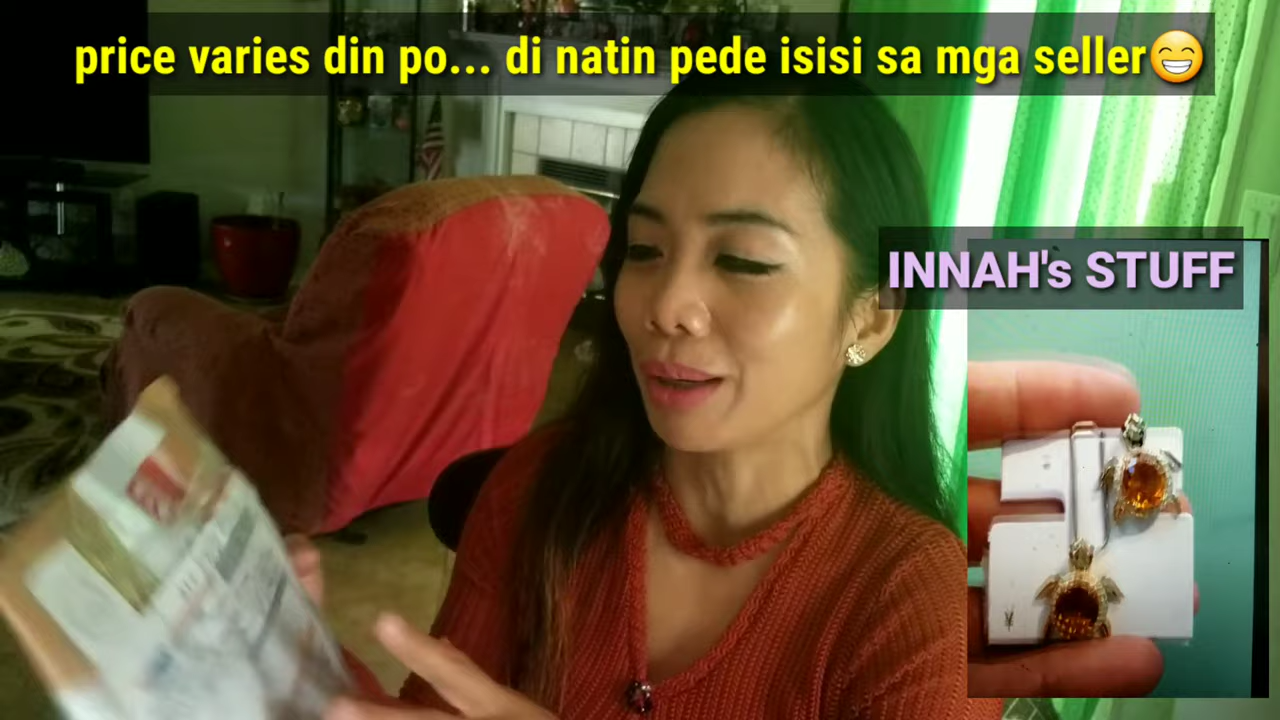 price varies din po... di natin pede isisi sa mga seller😁
INNAH's STUFF
¥